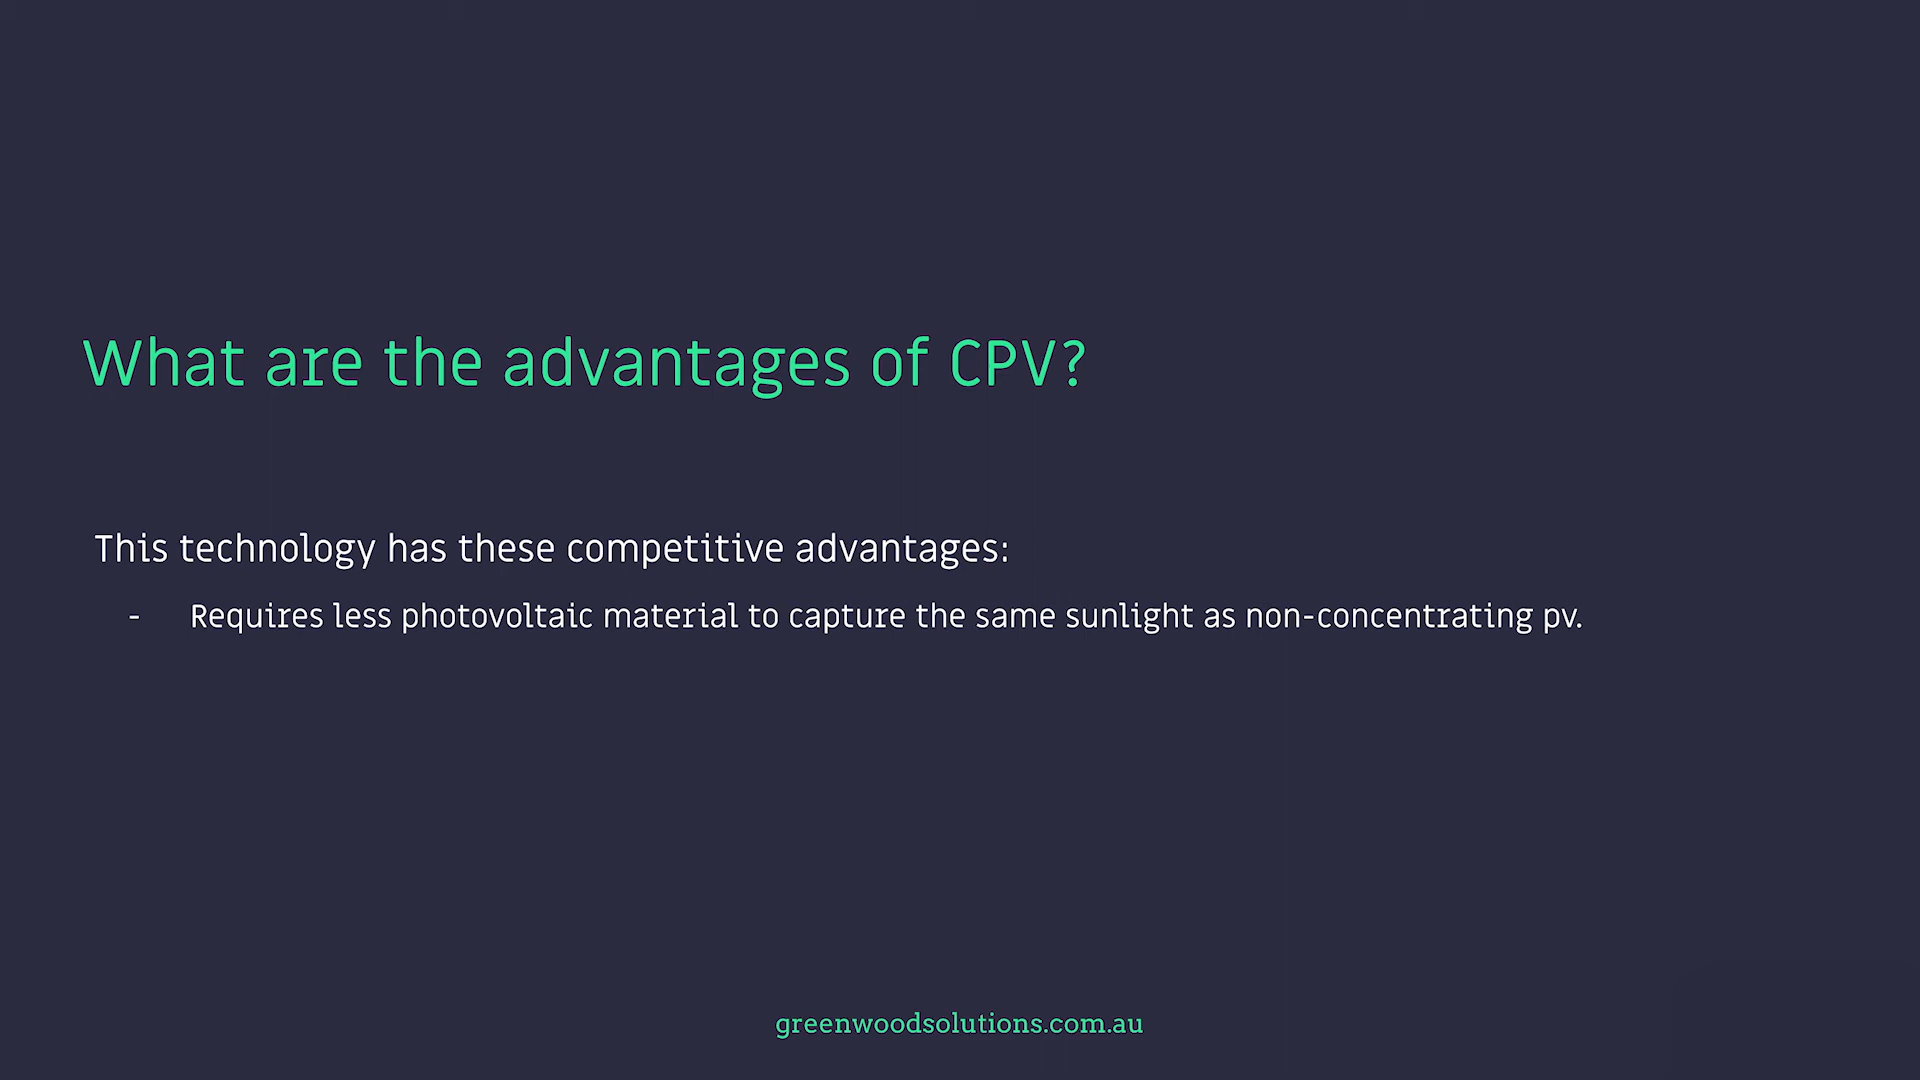 What are the advantages of CPV?
This technology has these competitive advantages:
- Requires less photovoltaic material to capture the same sunlight as non-concentrating pv.
greenwoodsolutions.com.au